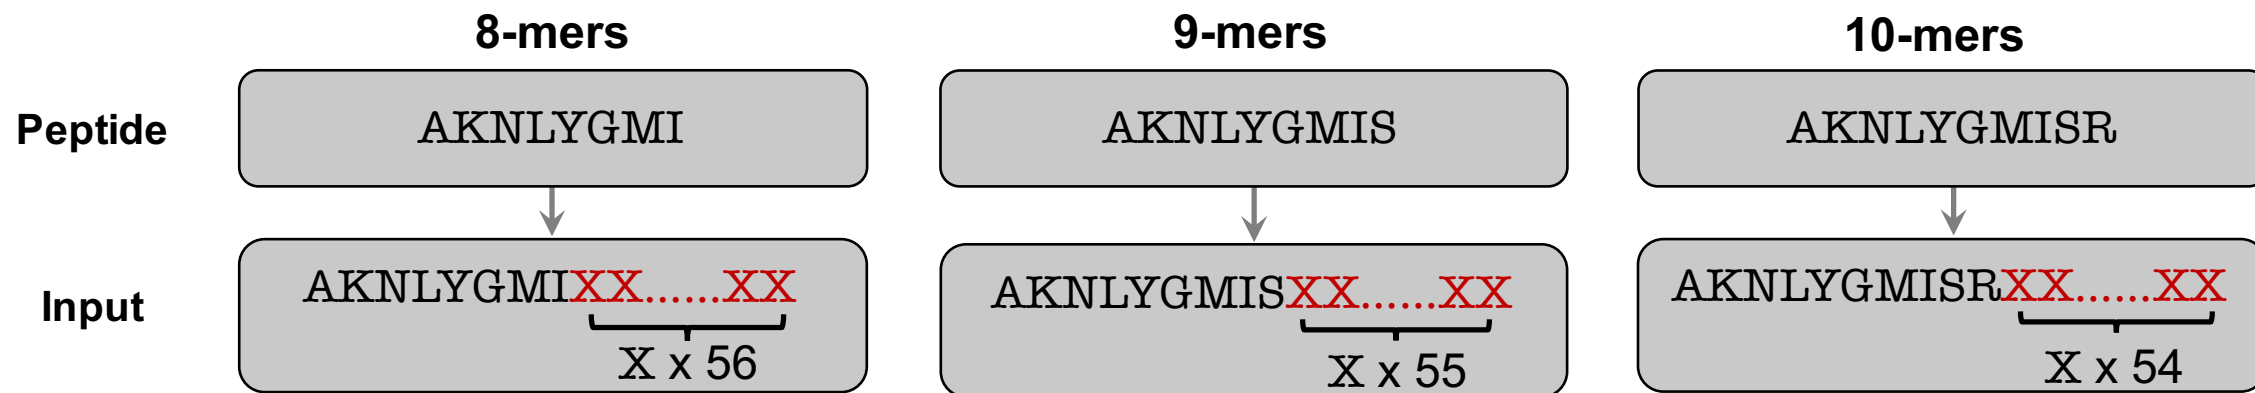 8-mers 9-mers 10-mers
Peptide AKNLYGMI AKNLYGMIS AKNLYGMISR
Input AKNLYGMIXX......XX AKNLYGMISXX......XX AKNLYGMISRXX......XX
X x 56 X x 55 X x 54